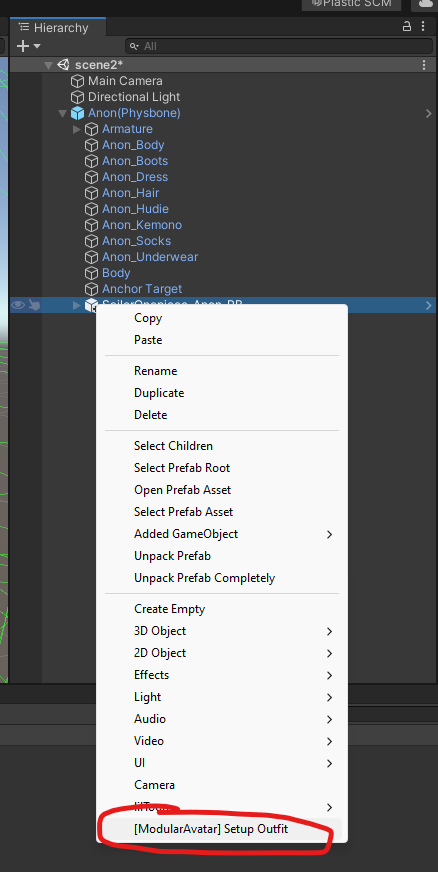 Plastic SCM
Hierarchy
All
scene2*
Main Camera
Directional Light
Anon(Physbone)
Armature
Anon_Body
Anon_Boots
Anon_Dress
Anon_Hair
Anon_Hudie
Anon_Kemono
Anon_Socks
Anon_Underwear
Body
Anchor Target
Copy
Paste
Rename
Duplicate
Delete
Select Children
Select Prefab Root
Open Prefab Asset
Select Prefab Asset
Added GameObject
Unpack Prefab
Unpack Prefab Completely
Create Empty
3D Object
2D Object
Effects
Light
Audio
Video
UI
Camera
[ModularAvatar] Setup Outfit